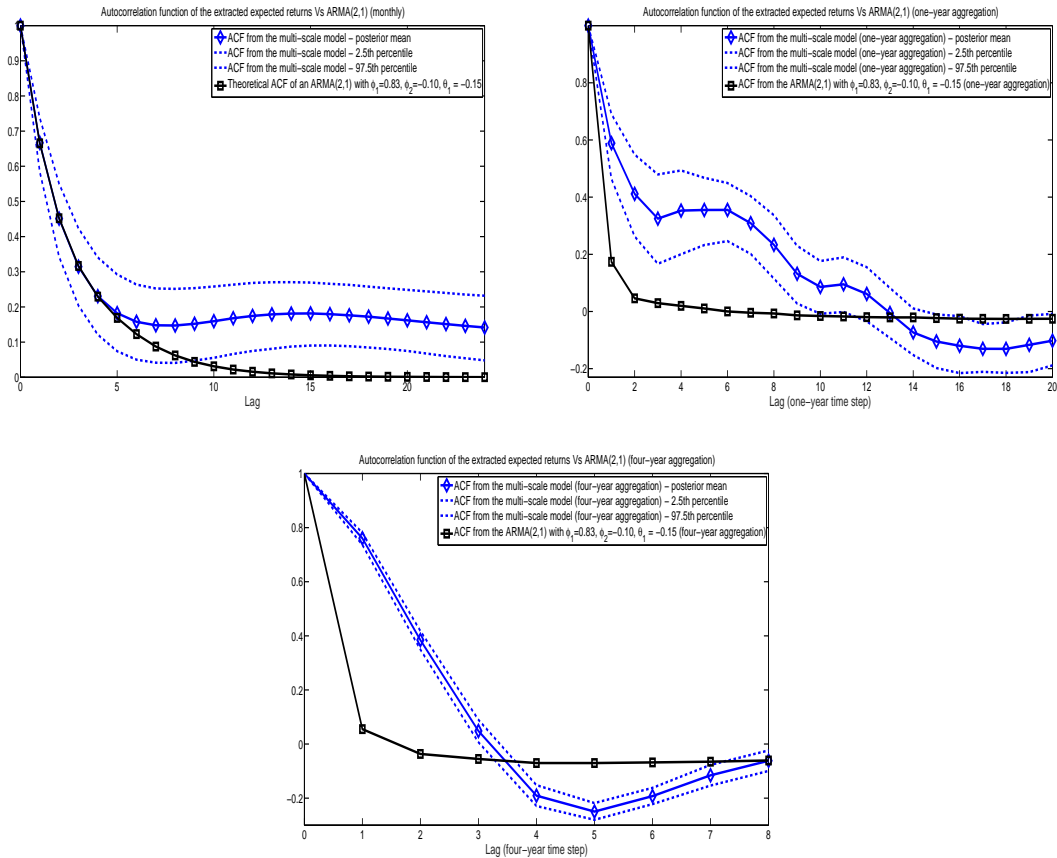 Autocorrelation function of the extracted expected returns Vs ARMA(2,1) (monthly)
1
0.9
0.8
0.7
0.6
0.5
0.4
0.3
0.2
0.1
0
0 5 10 15 20
Lag
ACF from the multi−scale model − posterior mean
ACF from the multi−scale model − 2.5th percentile
ACF from the multi−scale model − 97.5th percentile
Theoretical ACF of an ARMA(2,1) with ϕ1=0.83, ϕ2=−0.10, θ1 = −0.15
Autocorrelation function of the extracted expected returns Vs ARMA(2,1) (one−year aggregation)
1
0.8
0.6
0.4
0.2
0
−0.2
0 2 4 6 8 10 12 14 16 18 20
Lag (one−year time step)
ACF from the multi−scale model (one−year aggregation) − posterior mean
ACF from the multi−scale model (one−year aggregation) − 2.5th percentile
ACF from the multi−scale model (one−year aggregation) − 97.5th percentile
ACF from the ARMA(2,1) with ϕ1=0.83, ϕ2=−0.10, θ1 = −0.15 (one−year aggregation)
Autocorrelation function of the extracted expected returns Vs ARMA(2,1) (four−year aggregation)
1
0.8
0.6
0.4
0.2
0
−0.2
0 1 2 3 4 5 6 7 8
Lag (four−year time step)
ACF from the multi−scale model (four−year aggregation) − posterior mean
ACF from the multi−scale model (four−year aggregation) − 2.5th percentile
ACF from the multi−scale model (four−year aggregation) − 97.5th percentile
ACF from the ARMA(2,1) with ϕ1=0.83, ϕ2=−0.10, θ1 = −0.15 (four−year aggregation)